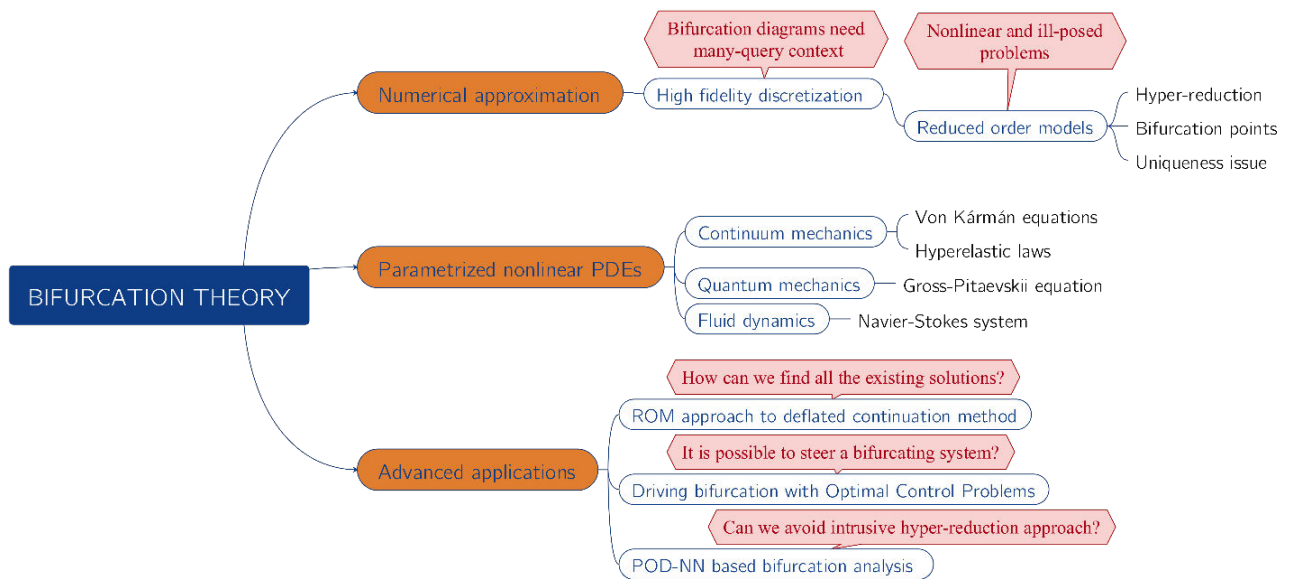 Bifurcation diagrams need
many-query context
Nonlinear and ill-posed
problems
Numerical approximation
High fidelity discretization
Reduced order models
Hyper-reduction
Bifurcation points
Uniqueness issue
BIFURCATION THEORY
Parametrized nonlinear PDEs
Continuum mechanics
Von Kármán equations
Hyperelastic laws
Quantum mechanics
Gross-Pitaevskii equation
Fluid dynamics
Navier-Stokes system
Advanced applications
How can we find all the existing solutions?
ROM approach to deflated continuation method
It is possible to steer a bifurcating system?
Driving bifurcation with Optimal Control Problems
Can we avoid intrusive hyper-reduction approach?
POD-NN based bifurcation analysis